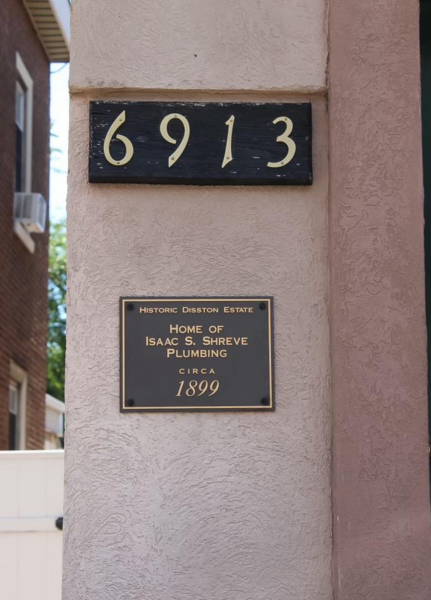 6913
HISTORIC DISSTON ESTATE
HOME OF
ISAAC S. SHREVE
PLUMBING
CIRCA
1899